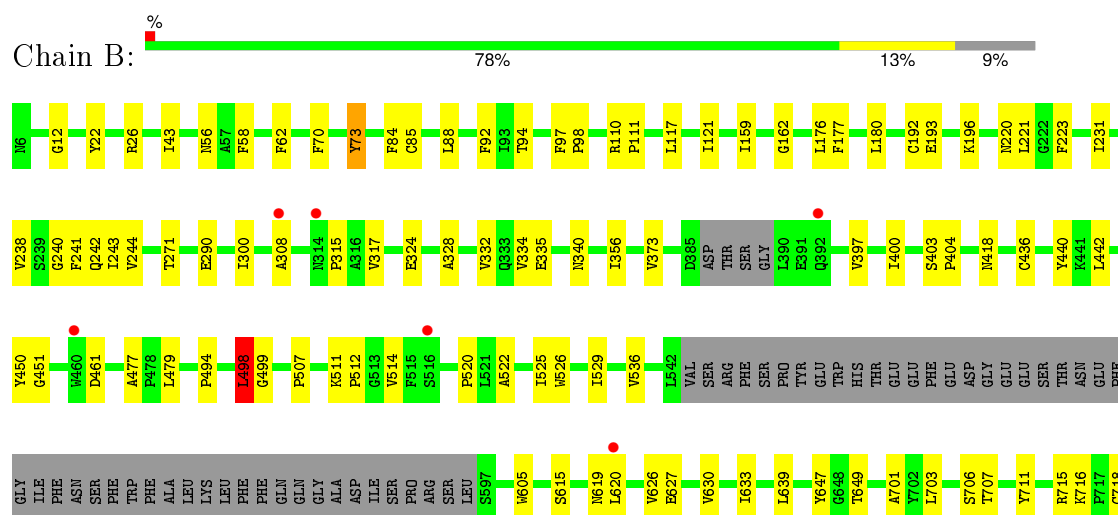 %
Chain B:
78% 13% 9%
N6 G12 Y22 R26 I43 N56 A57 F58 F62 F70 Y73 F84 C85 L88 F92 I93 T94 F97 P98 R110 P111 L117 I121 I159 G162 L176 F177 L180 C192 E193 K196 N220 L221 G222 F223 I231
V238 S239 G240 F241 Q242 I243 V244 T271 E290 I300 A308 N314 P315 A316 V317 E324 A328 V332 Q333 V334 E335 N340 I356 V373 D385 ASP THR SER GLY L390 E391 Q392 V397 I400 S403 P404 N418 C436 Y440 K441 L442
Y450 G451 W460 D461 A477 P478 L479 P494 L498 G499 P507 K511 P512 G513 V514 F515 S516 P520 L521 A522 I525 W526 I529 V536 L542 VAL SER ARG PHE SER PRO TYR GLU TRP HIS THR GLU GLU PHE GLU ASP GLY GLU GLU SER THR ASN GLU PHE
GLY ILE PHE ASN SER PHE TRP PHE ALA LEU LYS LEU PHE PHE GLN GLN GLY ALA ASP ILE SER PRO ARG SER LEU S597 W605 S615 N619 L620 V626 E627 V630 I633 L639 Y647 G648 T649 A701 Y702 L703 S706 T707 Y711 R715 K716 P717 C718